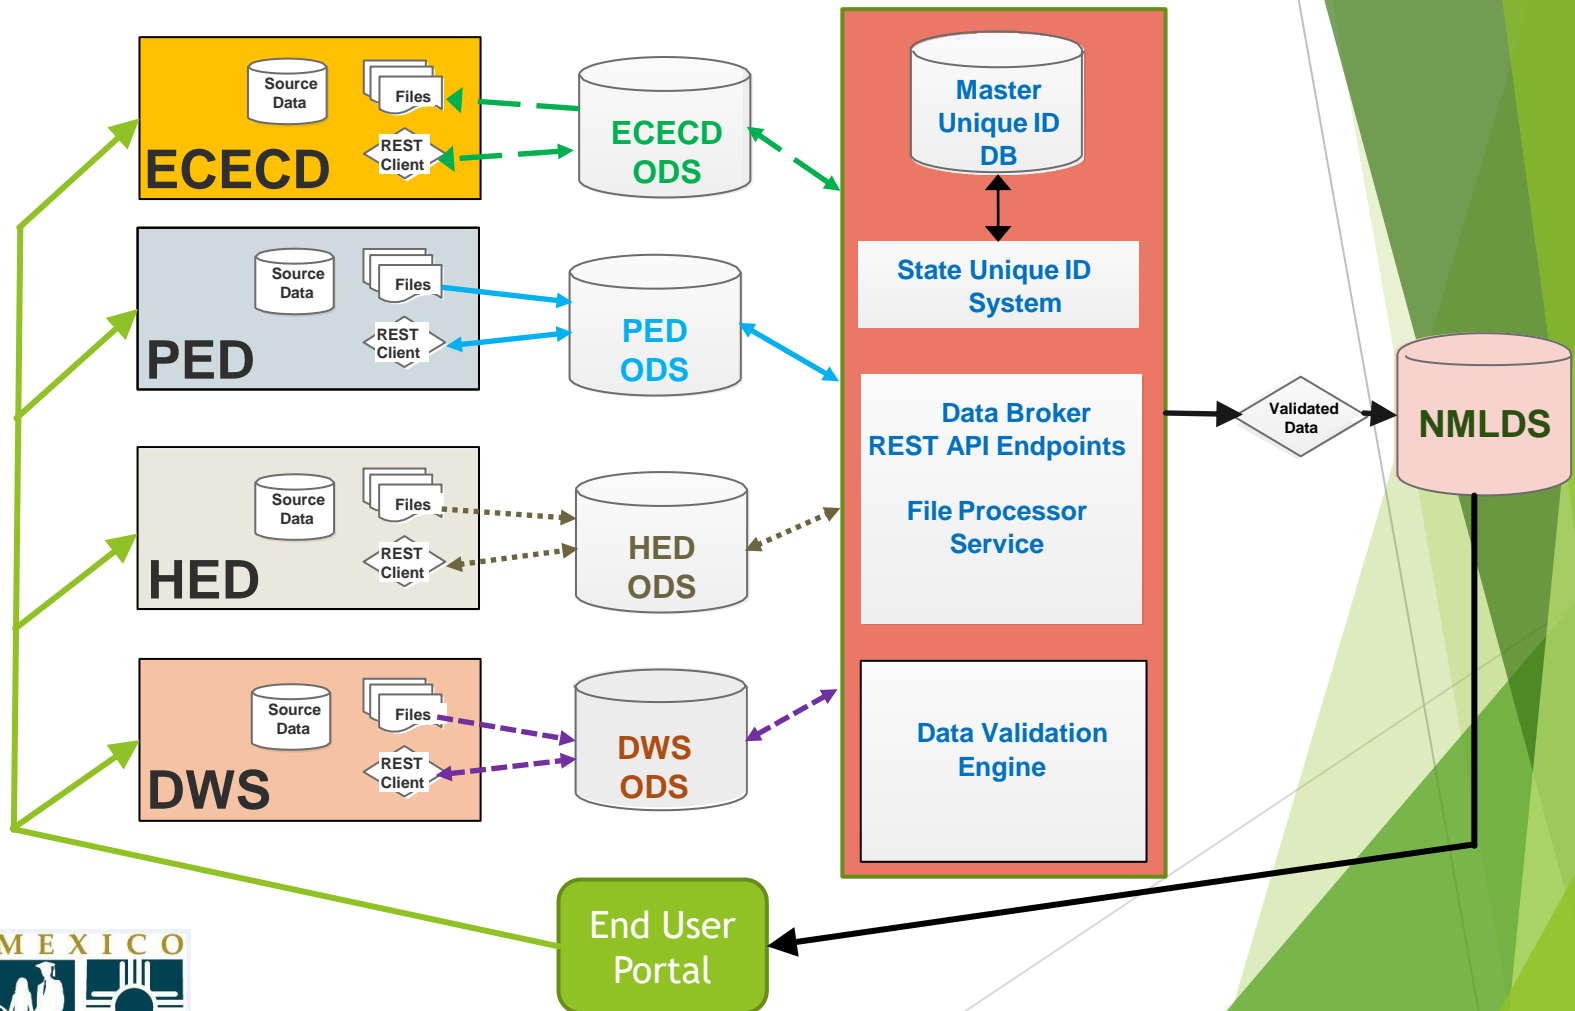 Source
Data
Files
REST
Client
ECECD
ECECD
ODS
Source
Data
Files
REST
Client
PED
PED
ODS
Source
Data
Files
REST
Client
HED
HED
ODS
Source
Data
Files
REST
Client
DWS
DWS
ODS
Master
Unique ID
DB
State Unique ID
System
Data Broker
REST API Endpoints
File Processor
Service
Data Validation
Engine
Validated
Data
NMLDS
End User
Portal
MEXICO